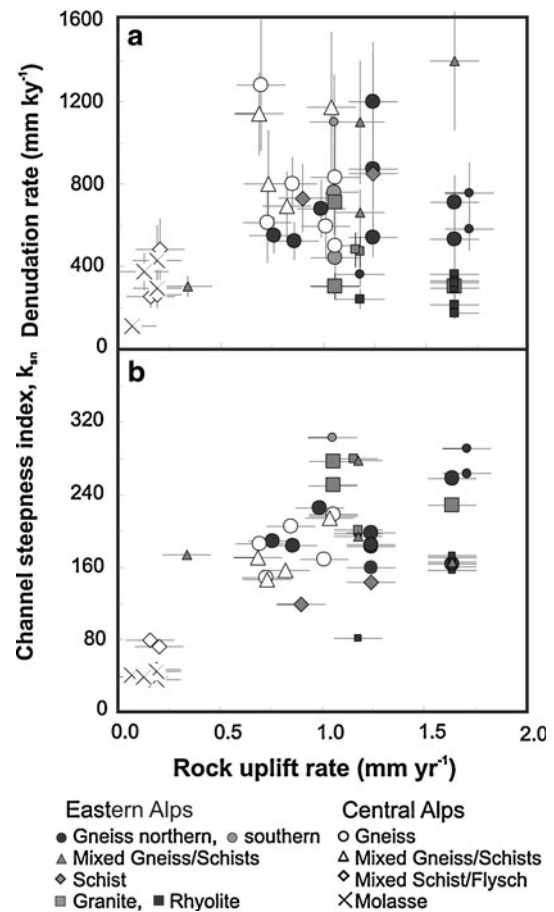 a
Denudation rate (mm ky-1)
1600
1200
800
400
0
b
Channel steepness index, ksn
320
240
160
80
0
0.0 0.5 1.0 1.5 2.0
Rock uplift rate (mm yr-1)
Eastern Alps
Gneiss northern, southern
Mixed Gneiss/Schists
Schist
Granite, Rhyolite
Central Alps
Gneiss
Mixed Gneiss/Schists
Mixed Schist/Flysch
Molasse